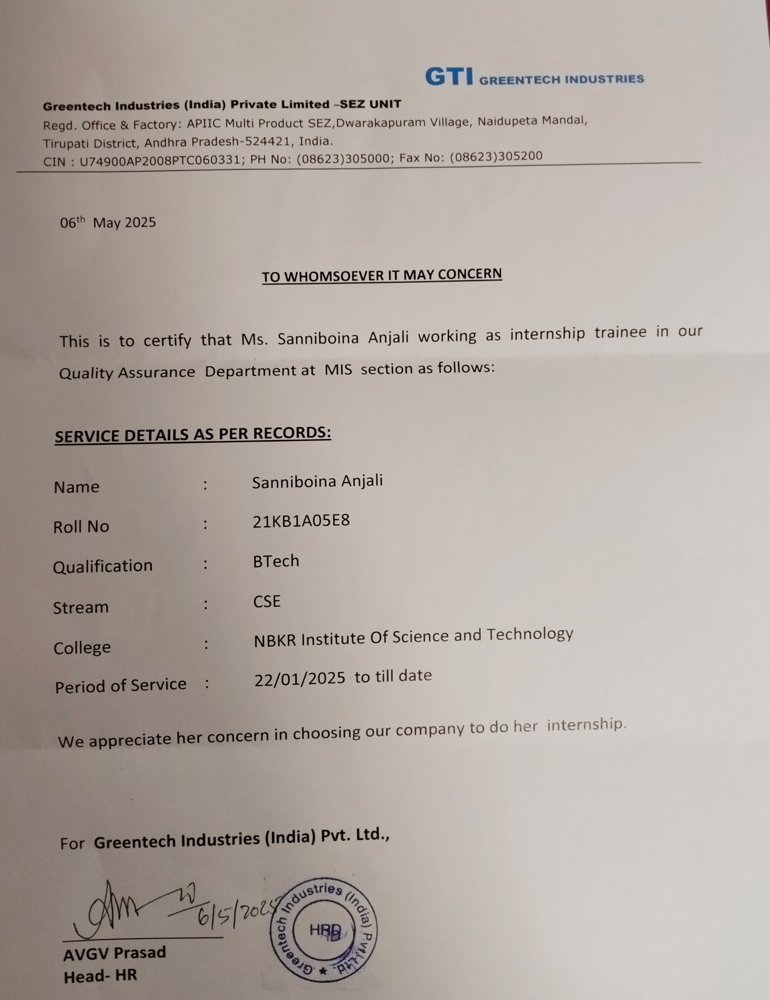 GTI GREENTECH INDUSTRIES
Greentech Industries (India) Private Limited –SEZ UNIT
Regd. Office & Factory: APIIC Multi Product SEZ,Dwarakapuram Village, Naidupeta Mandal,
Tirupati District, Andhra Pradesh-524421, India.
CIN : U74900AP2008PTC060331; PH No: (08623)305000; Fax No: (08623)305200
06th May 2025
TO WHOMSOEVER IT MAY CONCERN
This is to certify that Ms. Sanniboina Anjali working as internship trainee in our
Quality Assurance Department at MIS section as follows:
SERVICE DETAILS AS PER RECORDS:
Name : Sanniboina Anjali
Roll No : 21KB1A05E8
Qualification : BTech
Stream : CSE
College : NBKR Institute Of Science and Technology
Period of Service : 22/01/2025 to till date
We appreciate her concern in choosing our company to do her internship.
For Greentech Industries (India) Pvt. Ltd.,
6/5/2025
Greentech Industries (India) Pvt. Ltd. ★
HRD
AVGV Prasad
Head- HR